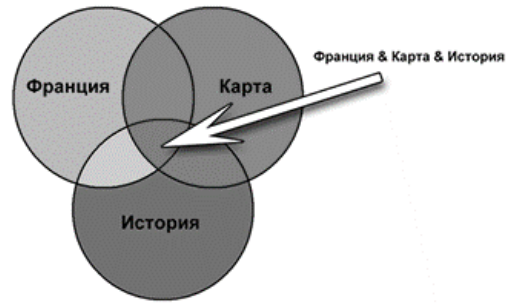 Франция & Карта & История
Франция
Карта
История